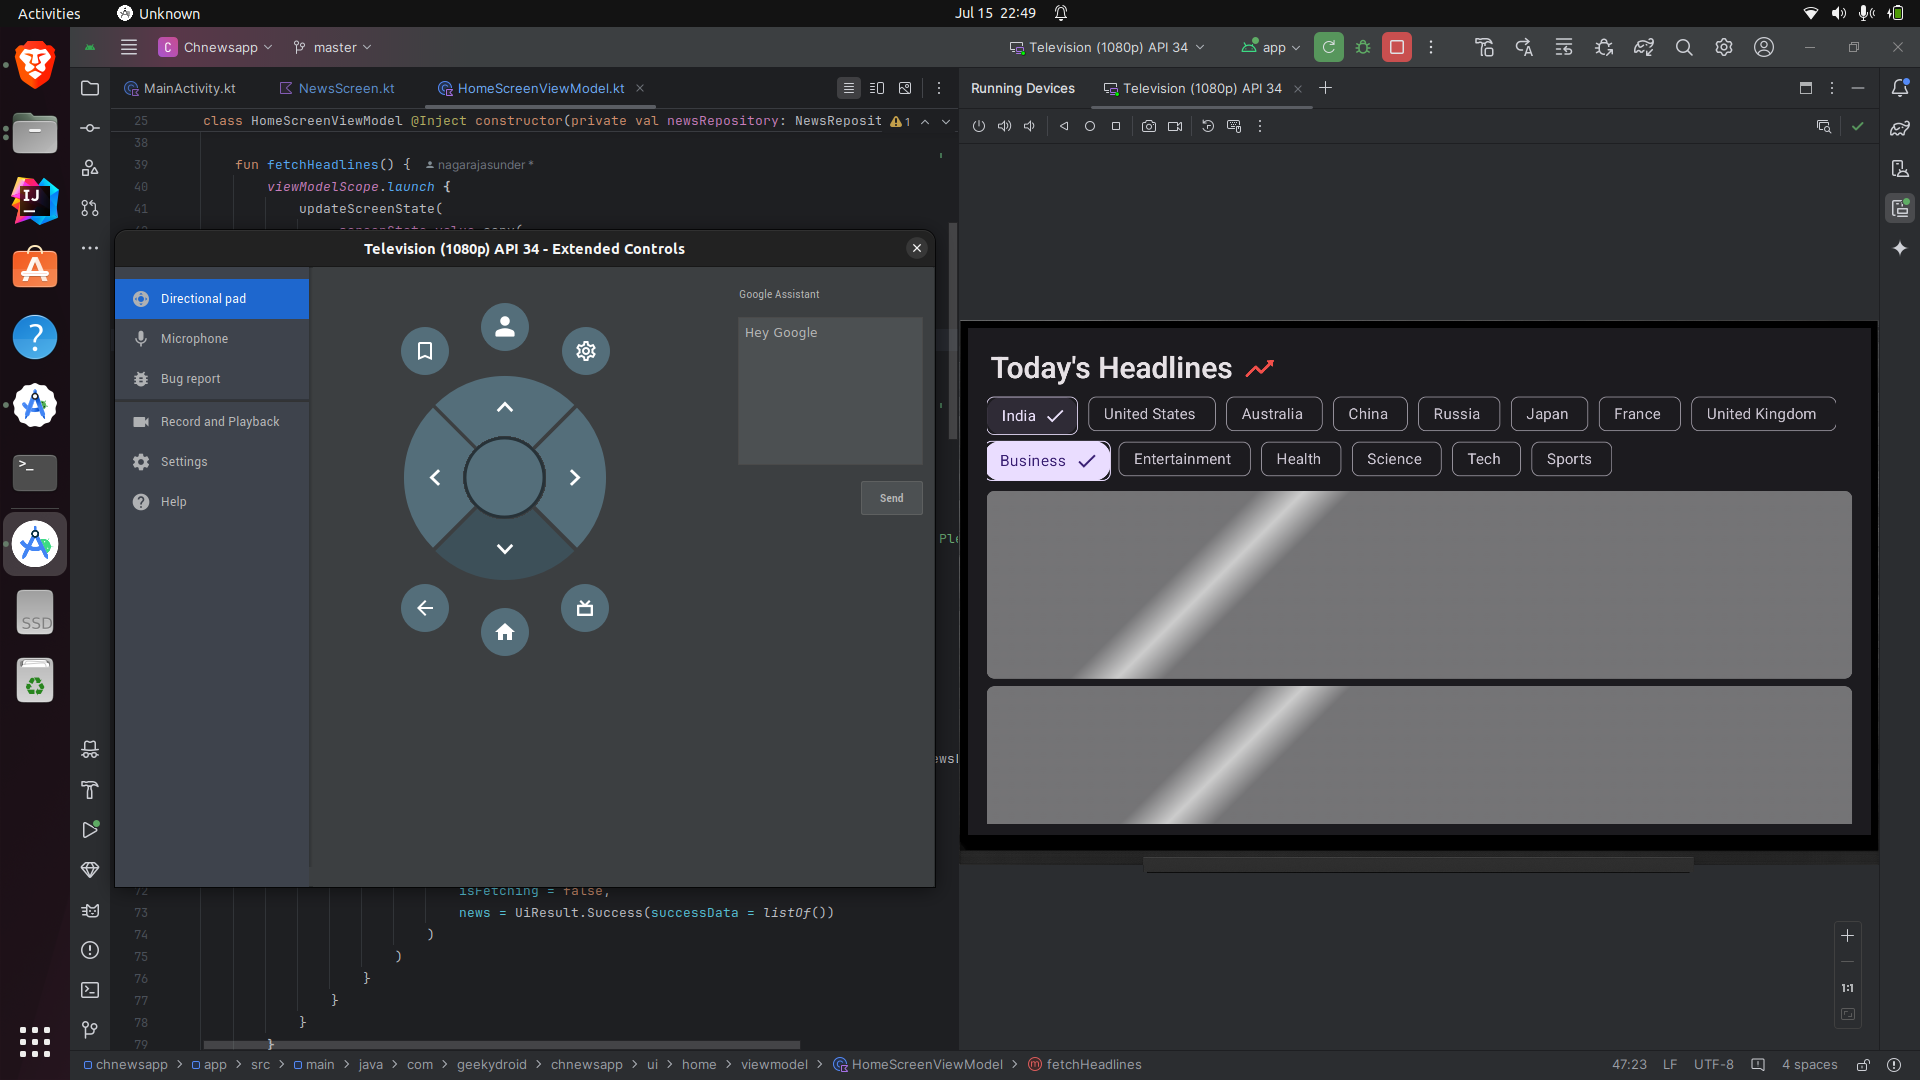 Activities
Unknown
Jul 15 22:49
C Chnewsapp
master
Television (1080p) API 34
app
MainActivity.kt
NewsScreen.kt
HomeScreenViewModel.kt
Running Devices
Television (1080p) API 34
25 class HomeScreenViewModel @Inject constructor(private val newsRepository: NewsReposit
1
38
39 fun fetchHeadlines() { nagarajasunder *
40 viewModelScope.launch {
41 updateScreenState(
Television (1080p) API 34 - Extended Controls
Directional pad
Microphone
Bug report
Record and Playback
Settings
Help
Google Assistant
Hey Google
Send
Ple
Today's Headlines
India
United States
Australia
China
Russia
Japan
France
United Kingdom
Business
Entertainment
Health
Science
Tech
Sports
SSD
72 isFetching = false,
73 news = UiResult.Success(successData = listOf())
74 )
75 )
76 }
77 }
78 }
79 }
1:1
chnewsapp > app > src > main > java > com > geekydroid > chnewsapp > ui > home > viewmodel > HomeScreenViewModel > fetchHeadlines
47:23 LF UTF-8 4 spaces